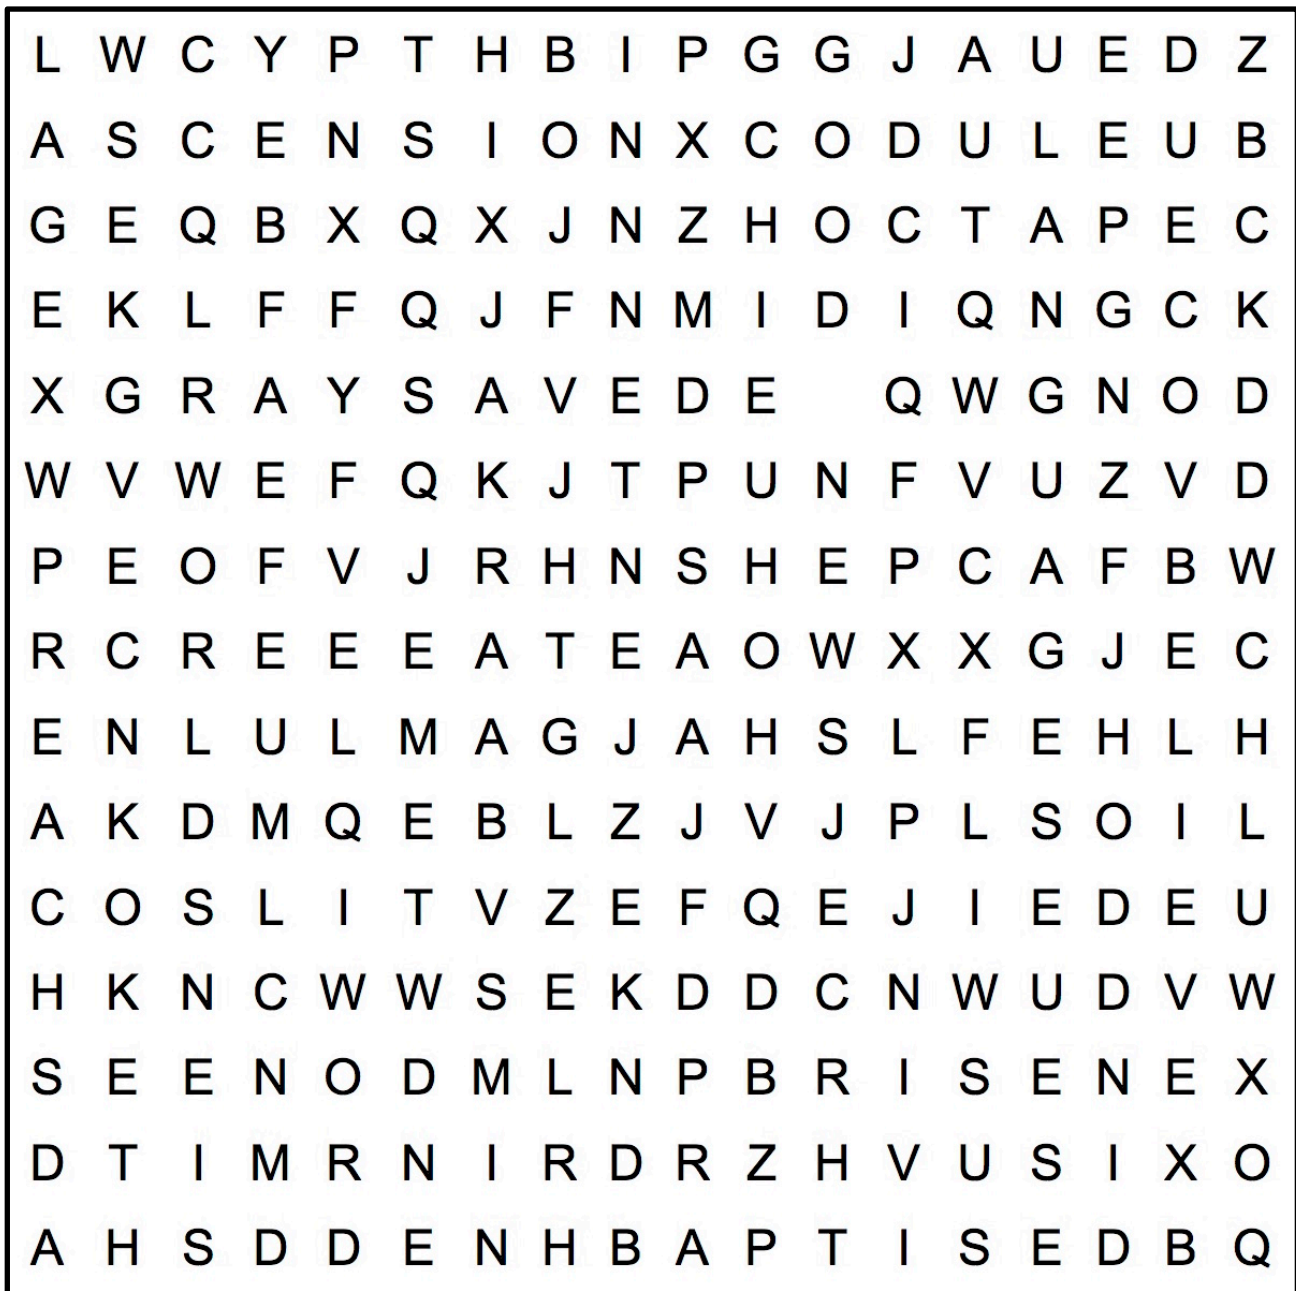 L W C Y P T H B I P G G J A U E D Z
A S C E N S I O N X C O D U L E U B
G E Q B X Q X J N Z H O C T A P E C
E K L F F Q J F N M I D I Q N G C K
X G R A Y S A V E D E Q W G N O D
W V W E F Q K J T P U N F V U Z V D
P E O F V J R H N S H E P C A F B W
R C R E E E A T E A O W X X G J E C
E N L U L M A G J A H S L F E H L H
A K D M Q E B L Z J V J P L S O I L
C O S L I T V Z E F Q E J I E D E U
H K N C W W S E K D D C N W U D V W
S E E N O D M L N P B R I S E N E X
D T I M R N I R D R Z H V U S I X O
A H S D D E N H B A P T I S E D B Q